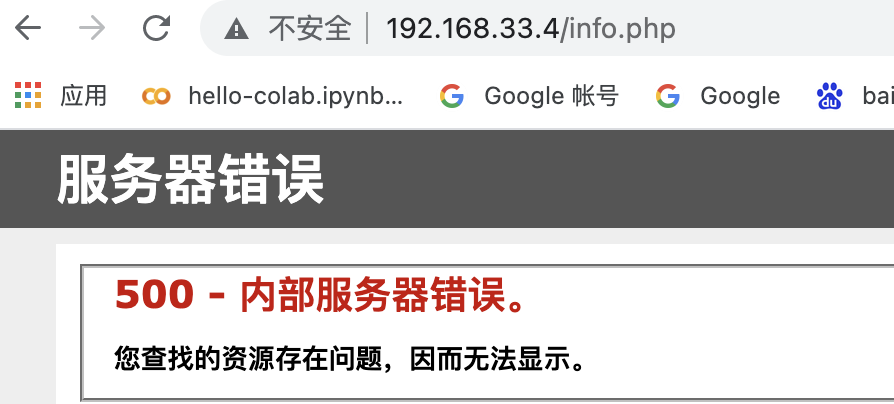 不安全 192.168.33.4/info.php
应用 hello-colab.ipynb... Google 帐号 Google bai
服务器错误
500 - 内部服务器错误。
您查找的资源存在问题，因而无法显示。